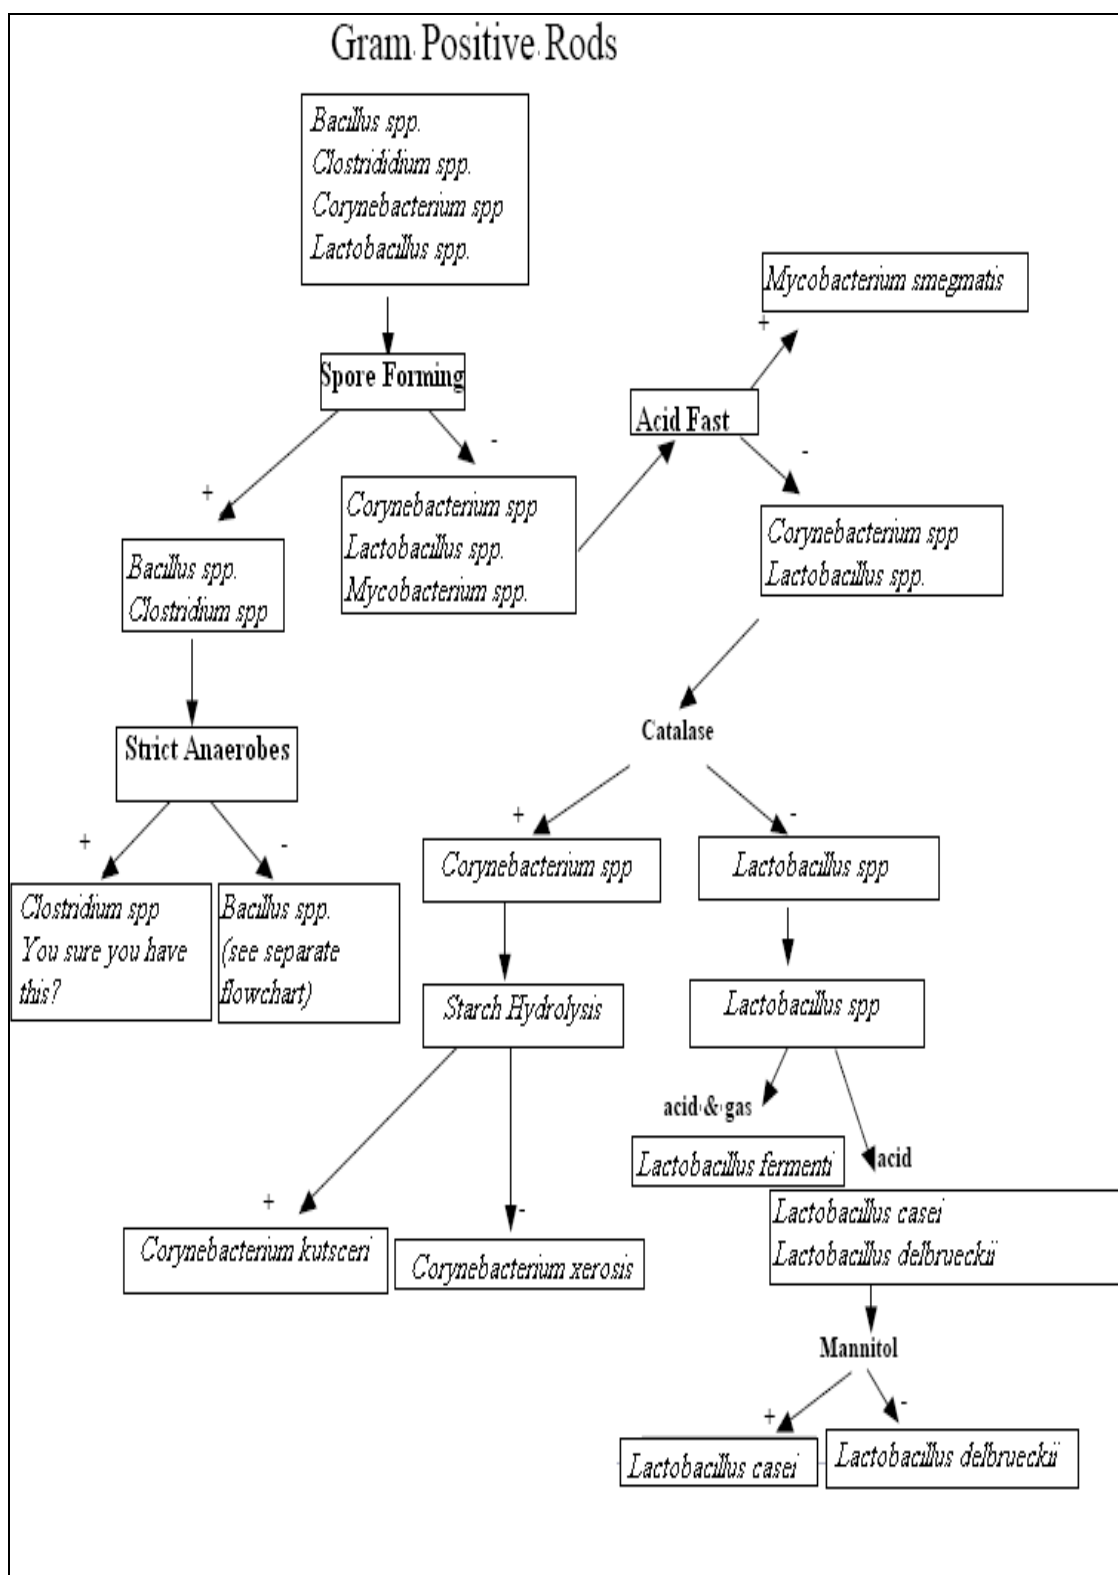 Gram Positive Rods
Bacillus spp.
Clostrididium spp.
Corynebacterium spp
Lactobacillus spp.
Spore Forming
+
-
Bacillus spp.
Clostridium spp
Corynebacterium spp
Lactobacillus spp.
Mycobacterium spp.
Acid Fast
+
-
Mycobacterium smegmatis
Corynebacterium spp
Lactobacillus spp.
Strict Anaerobes
+
-
Clostridium spp
You sure you have
this?
Bacillus spp.
(see separate
flowchart)
Catalase
+
-
Corynebacterium spp
Lactobacillus spp
Starch Hydrolysis
Lactobacillus spp
+
-
Corynebacterium kutsceri
Corynebacterium xerosis
acid & gas
acid
Lactobacillus fermenti
Lactobacillus casei
Lactobacillus delbrueckii
Mannitol
+
-
Lactobacillus casei
Lactobacillus delbrueckii